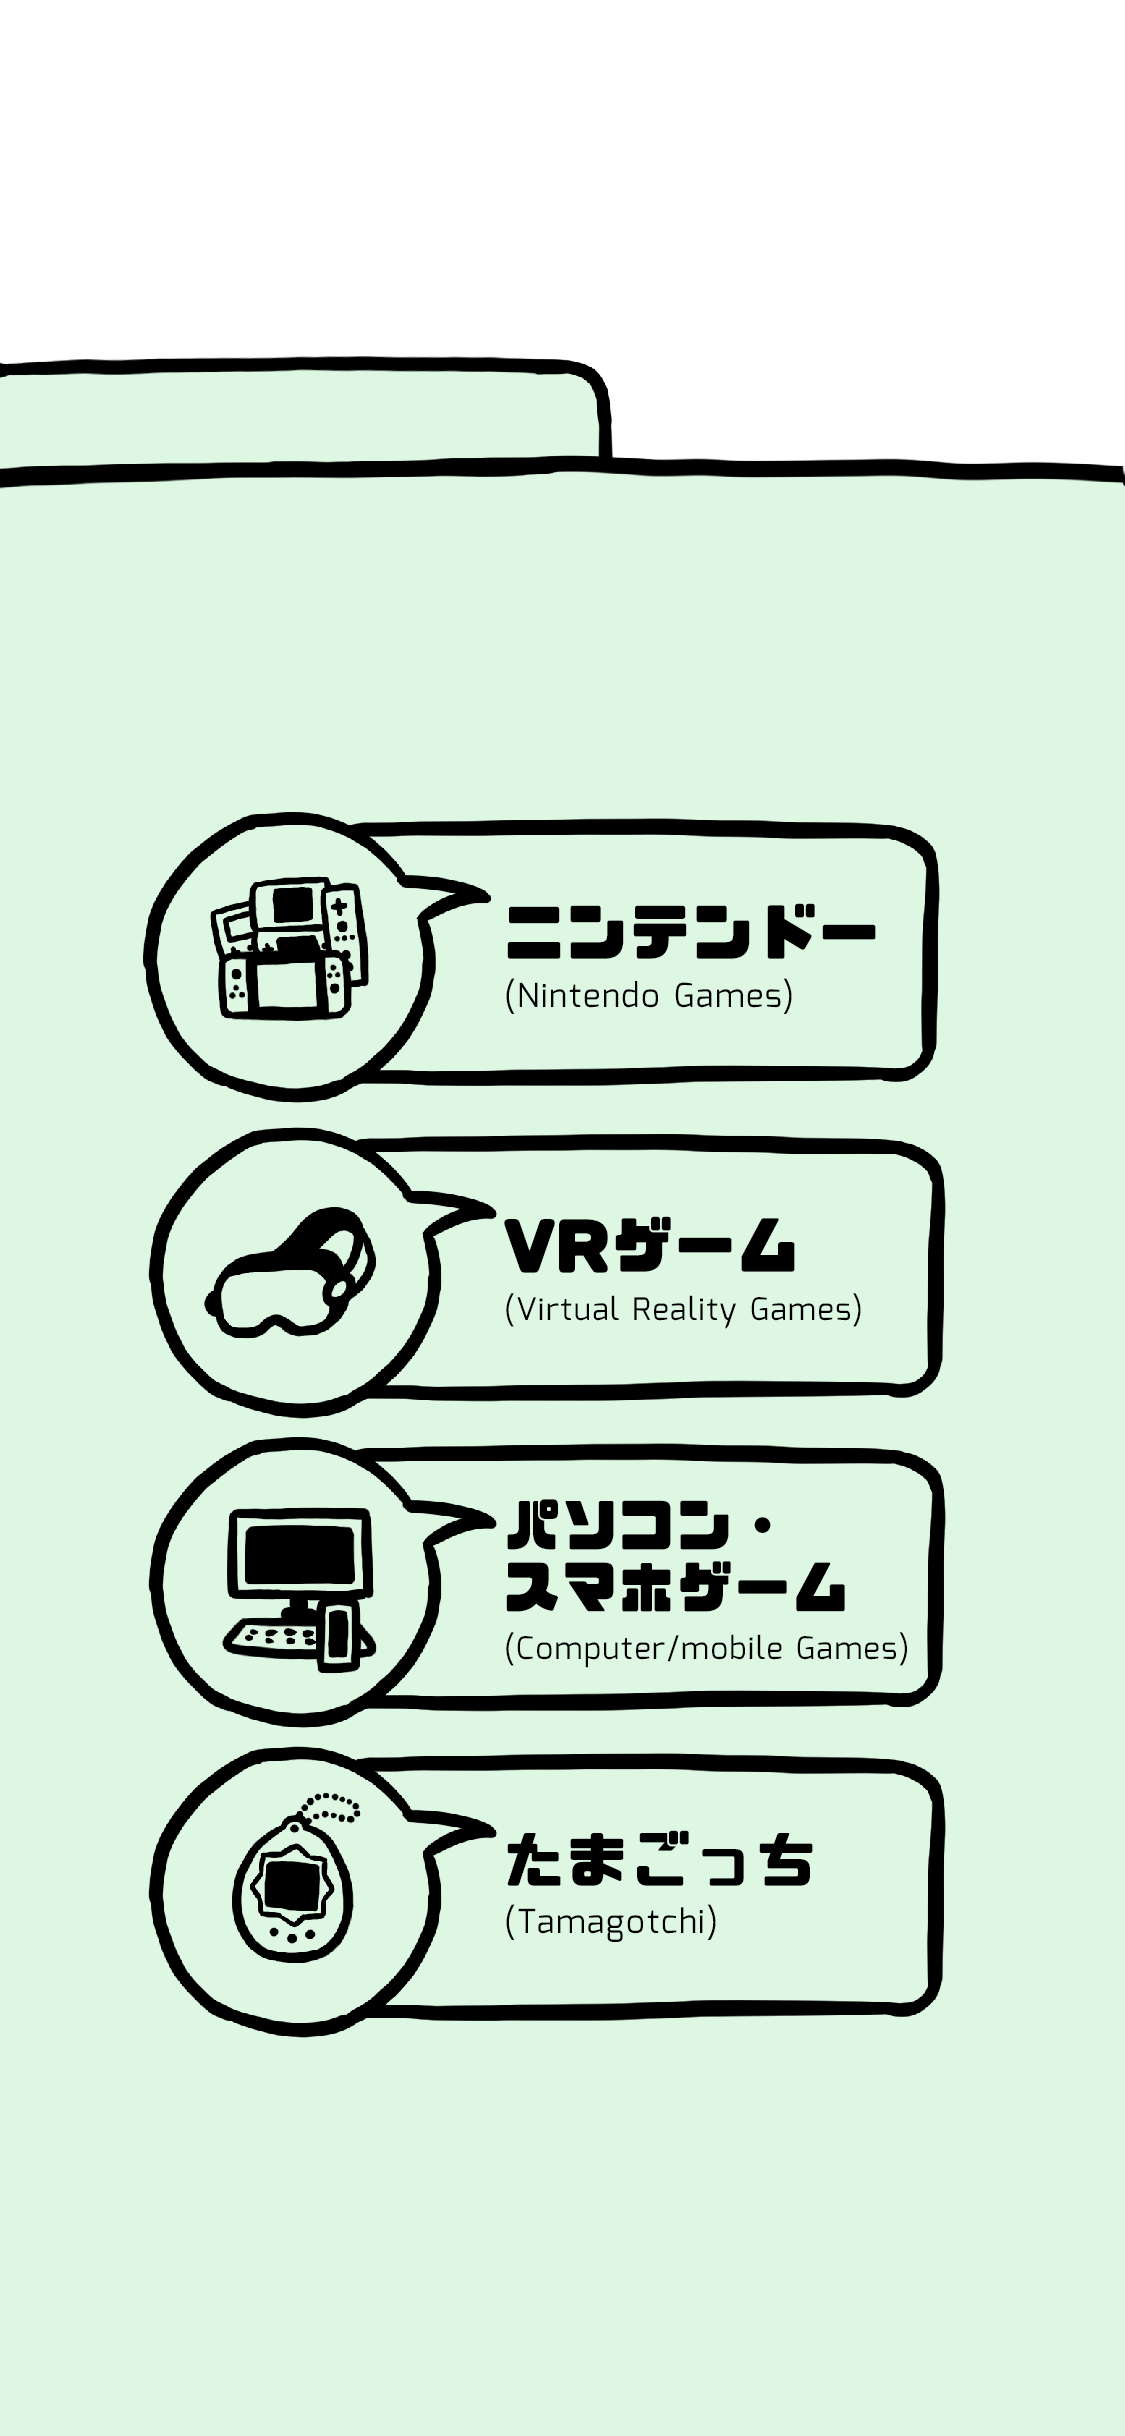 ニンテンドー
(Nintendo Games)
VRゲーム
(Virtual Reality Games)
パソコン・
スマホゲーム
(Computer/mobile Games)
たまごっち
(Tamagotchi)